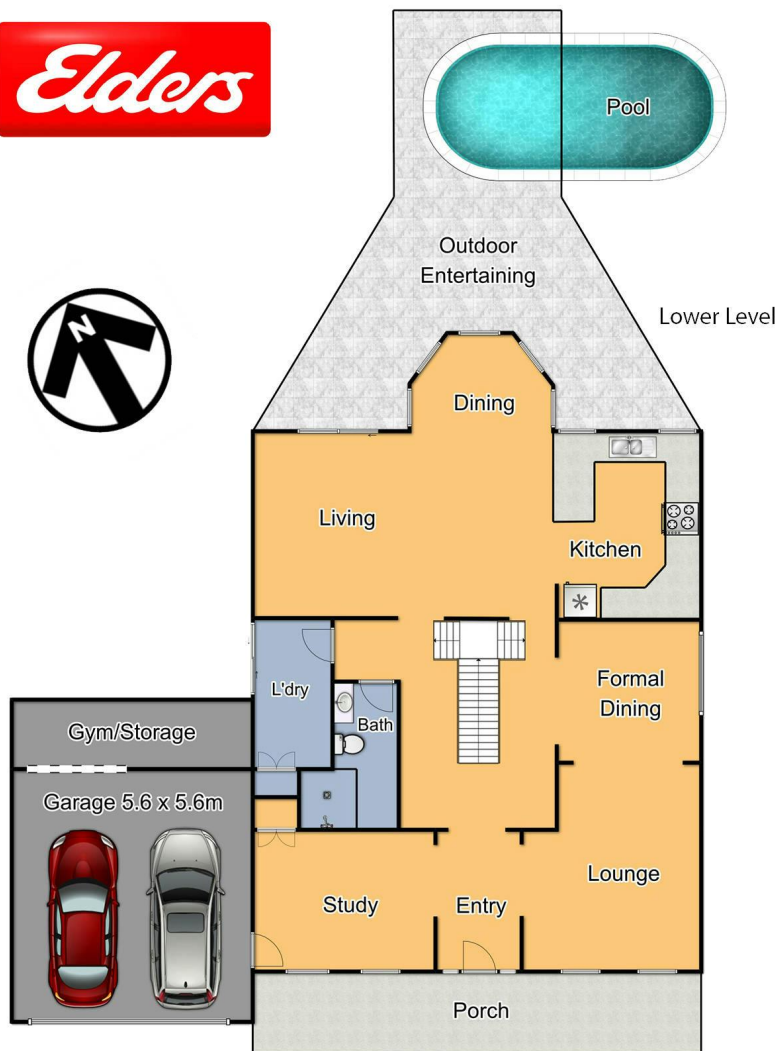 Elders
Pool
Outdoor
Entertaining
Lower Level
N
Dining
Living
Kitchen
L'dry
Formal
Dining
Bath
Gym/Storage
Garage 5.6 x 5.6m
Lounge
Study
Entry
Porch